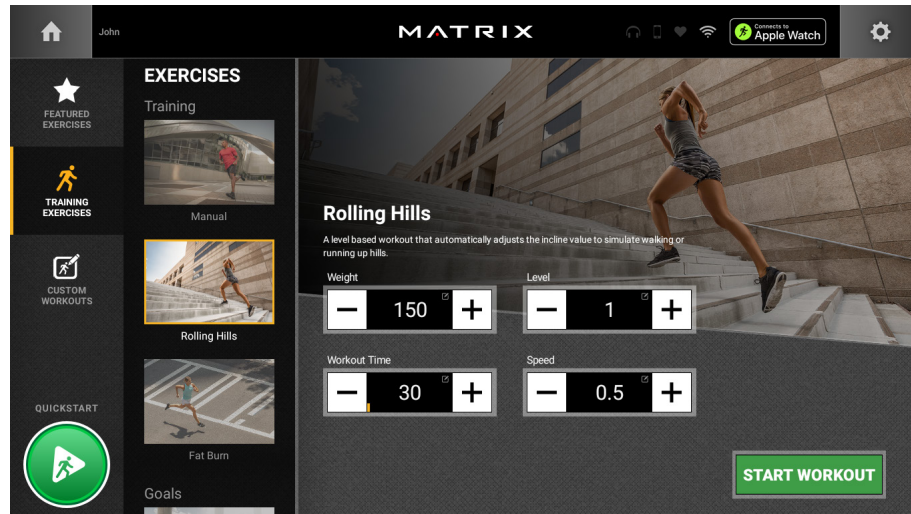 John
MATRIX
Connects to
Apple Watch
FEATURED
EXERCISES
TRAINING
EXERCISES
CUSTOM
WORKOUTS
QUICKSTART
EXERCISES
Training
Manual
Rolling Hills
Fat Burn
Goals
Rolling Hills
A level based workout that automatically adjusts the incline value to simulate walking or
running up hills.
Weight
150
Level
1
Workout Time
30
Speed
0.5
START WORKOUT